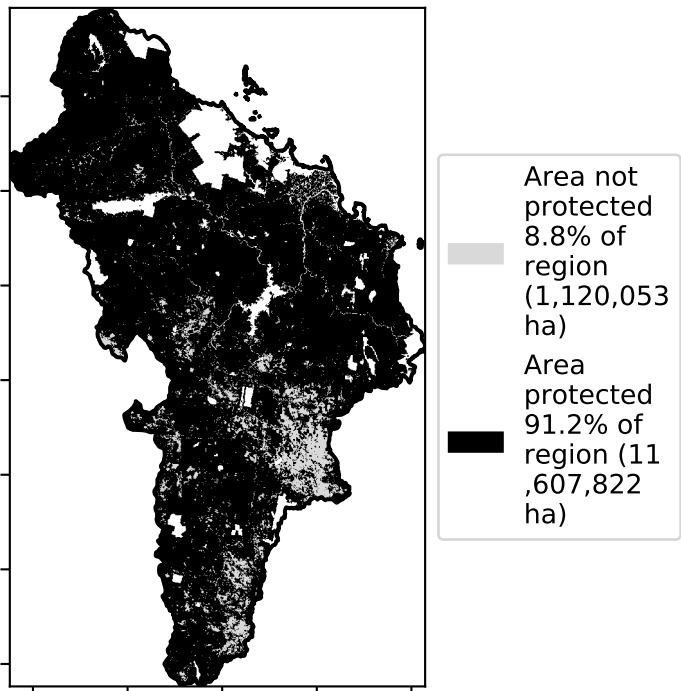 Area not
protected
8.8% of
region
(1,120,053
ha)
Area
protected
91.2% of
region (11
,607,822
ha)